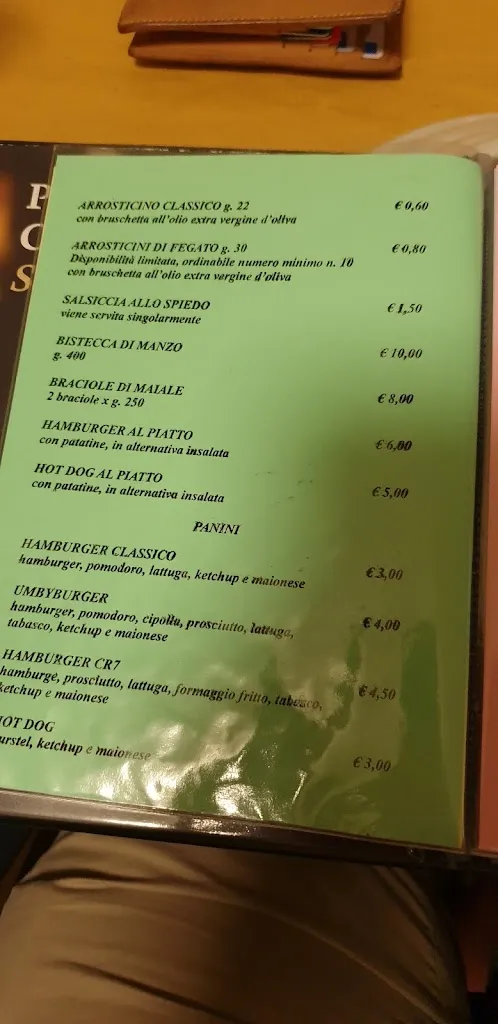 P
C
S
ARROSTICINO CLASSICO g. 22 € 0,60
con bruschetta all'olio extra vergine d'oliva
ARROSTICINI DI FEGATO g. 30 € 0,80
Disponibilità limitata, ordinabile numero minimo n. 10
con bruschetta all'olio extra vergine d'oliva
SALSICCIA ALLO SPIEDO € 1,50
viene servita singolarmente
BISTECCA DI MANZO € 10,00
g. 400
BRACIOLE DI MAIALE € 8,00
2 braciole x g. 250
HAMBURGER AL PIATTO € 6,00
con patatine, in alternativa insalata
HOT DOG AL PIATTO € 5,00
con patatine, in alternativa insalata
PANINI
HAMBURGER CLASSICO € 3,00
hamburger, pomodoro, lattuga, ketchup e maionese
UMBYBURGER € 4,00
hamburger, pomodoro, cipolla, prosciutto, lattuga,
tabasco, ketchup e maionese
HAMBURGER CR7 € 4,50
hamburge, prosciutto, lattuga, formaggio fritto, tabasco,
ketchup e maionese
HOT DOG € 3,00
urstel, ketchup e maionese